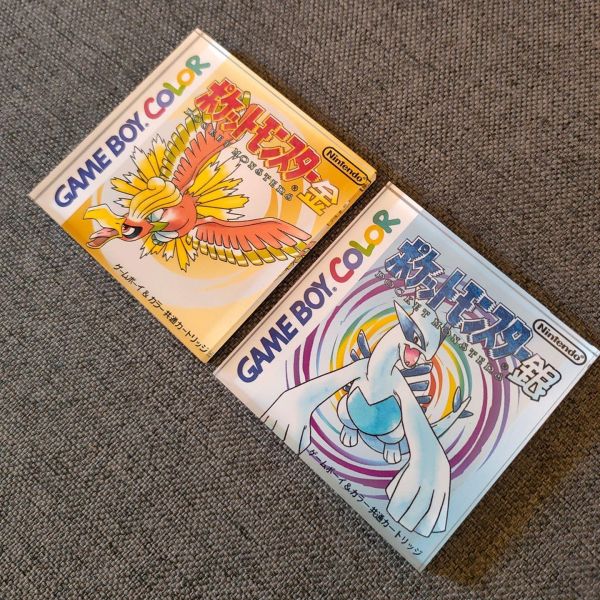 GAME BOY COLOR
ポケットモンスター
POCKET MONSTERS
金
Nintendo
ゲームボーイ&カラー共通カートリッジ
GAME BOY COLOR
ポケットモンスター
POCKET MONSTERS
銀
Nintendo
ゲームボーイ&カラー共通カートリッジ